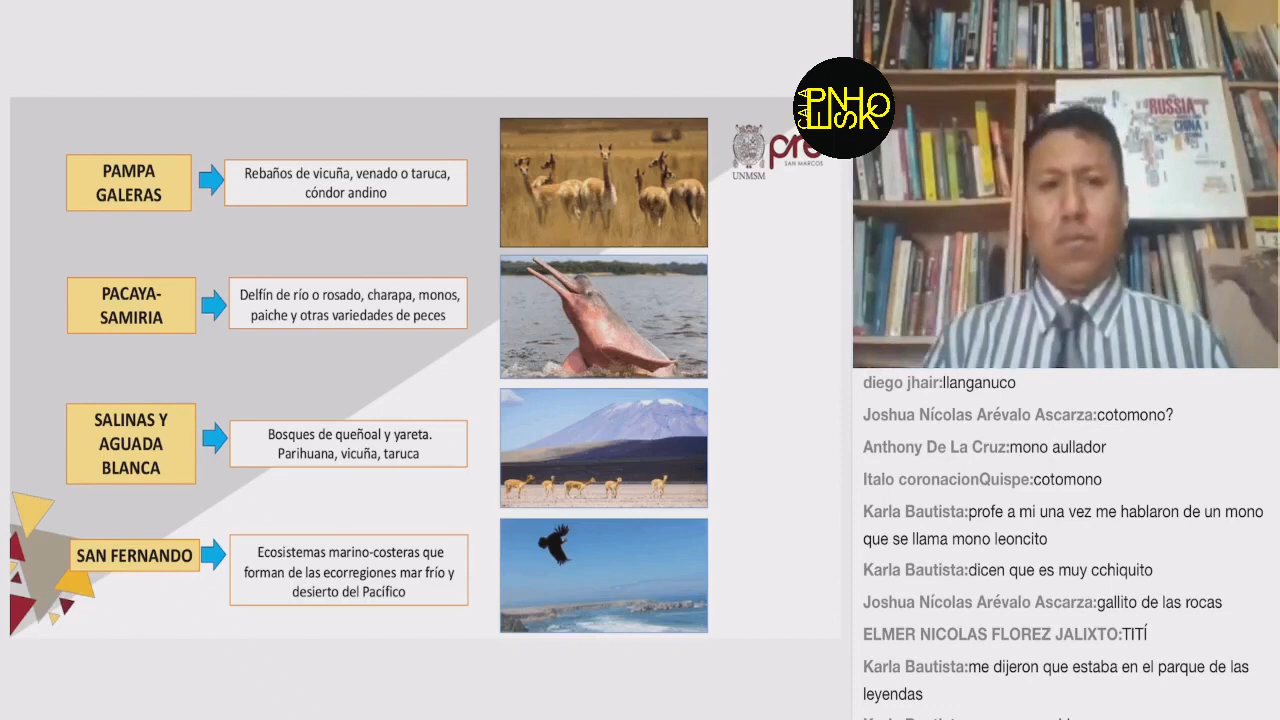 PAMPA
GALERAS
Rebaños de vicuña, venado o taruca,
cóndor andino
PACAYA-
SAMIRIA
Delfín de río o rosado, charapa, monos,
paiche y otras variedades de peces
SALINAS Y
AGUADA
BLANCA
Bosques de queñoal y yareta.
Parihuana, vicuña, taruca
SAN FERNANDO
Ecosistemas marino-costeras que
forman de las ecorregiones mar frío y
desierto del Pacífico
UNMSM
pre
SAN MARCOS
CALA
RUSSIA
CHINA
diego jhair:llanganuco
Joshua Nícolas Arévalo Ascarza:cotomono?
Anthony De La Cruz:mono aullador
Italo coronacionQuispe:cotomono
Karla Bautista:profe a mi una vez me hablaron de un mono
que se llama mono leoncito
Karla Bautista:dicen que es muy cchiquito
Joshua Nícolas Arévalo Ascarza:gallito de las rocas
ELMER NICOLAS FLOREZ JALIXTO:TITÍ
Karla Bautista:me dijeron que estaba en el parque de las
leyendas